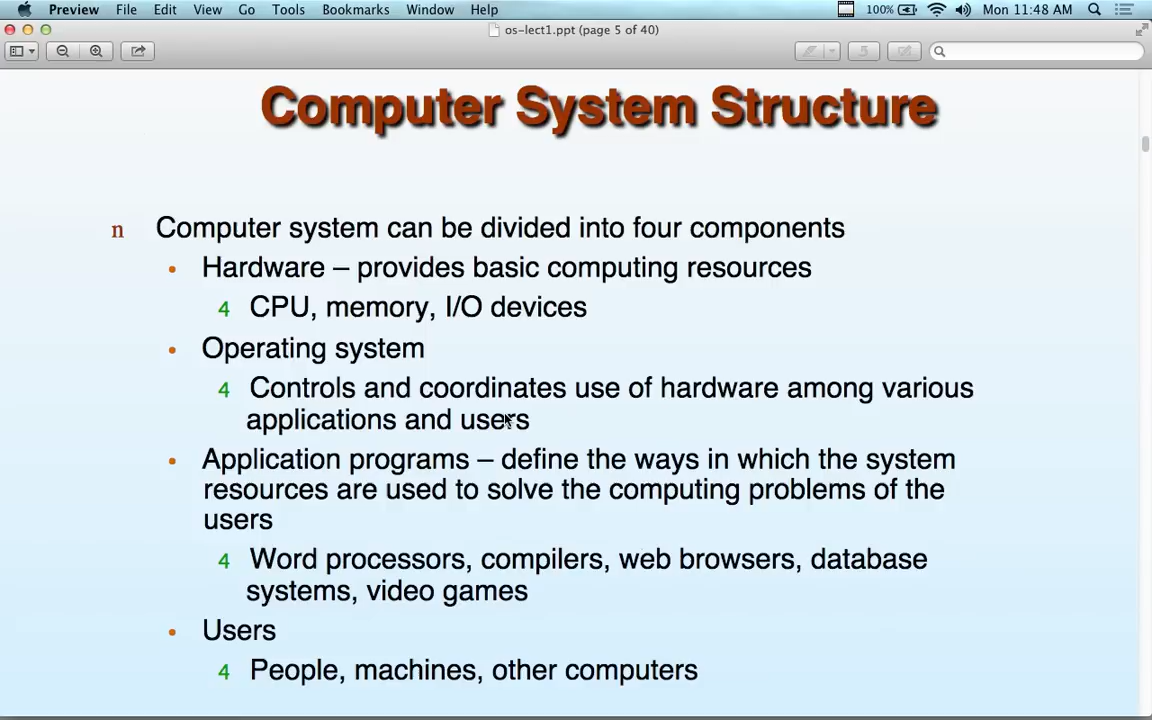 Preview File Edit View Go Tools Bookmarks Window Help 100% Mon 11:48 AM
os-lect1.ppt (page 5 of 40)
Computer System Structure
n Computer system can be divided into four components
• Hardware – provides basic computing resources
4 CPU, memory, I/O devices
• Operating system
4 Controls and coordinates use of hardware among various
applications and users
• Application programs – define the ways in which the system
resources are used to solve the computing problems of the
users
4 Word processors, compilers, web browsers, database
systems, video games
• Users
4 People, machines, other computers